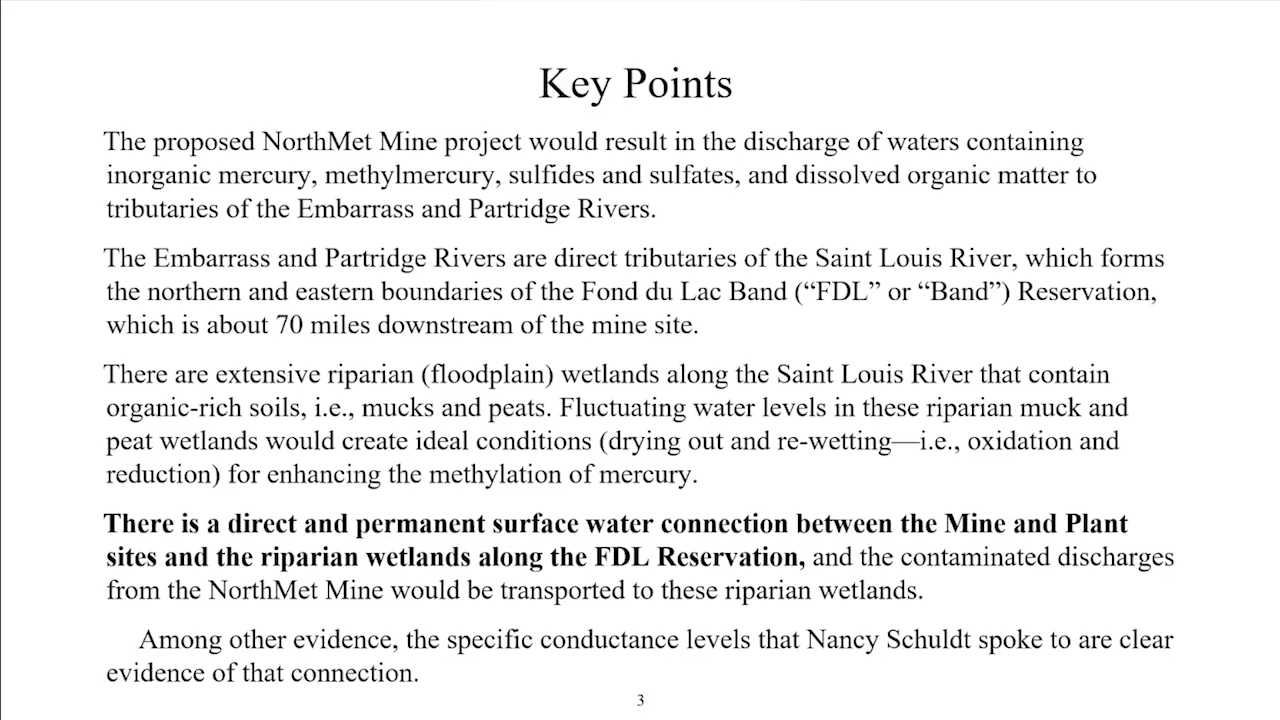 Key Points
The proposed NorthMet Mine project would result in the discharge of waters containing
inorganic mercury, methylmercury, sulfides and sulfates, and dissolved organic matter to
tributaries of the Embarrass and Partridge Rivers.
The Embarrass and Partridge Rivers are direct tributaries of the Saint Louis River, which forms
the northern and eastern boundaries of the Fond du Lac Band (“FDL” or “Band”) Reservation,
which is about 70 miles downstream of the mine site.
There are extensive riparian (floodplain) wetlands along the Saint Louis River that contain
organic-rich soils, i.e., mucks and peats. Fluctuating water levels in these riparian muck and
peat wetlands would create ideal conditions (drying out and re-wetting—i.e., oxidation and
reduction) for enhancing the methylation of mercury.
There is a direct and permanent surface water connection between the Mine and Plant
sites and the riparian wetlands along the FDL Reservation, and the contaminated discharges
from the NorthMet Mine would be transported to these riparian wetlands.
Among other evidence, the specific conductance levels that Nancy Schuldt spoke to are clear
evidence of that connection.
3